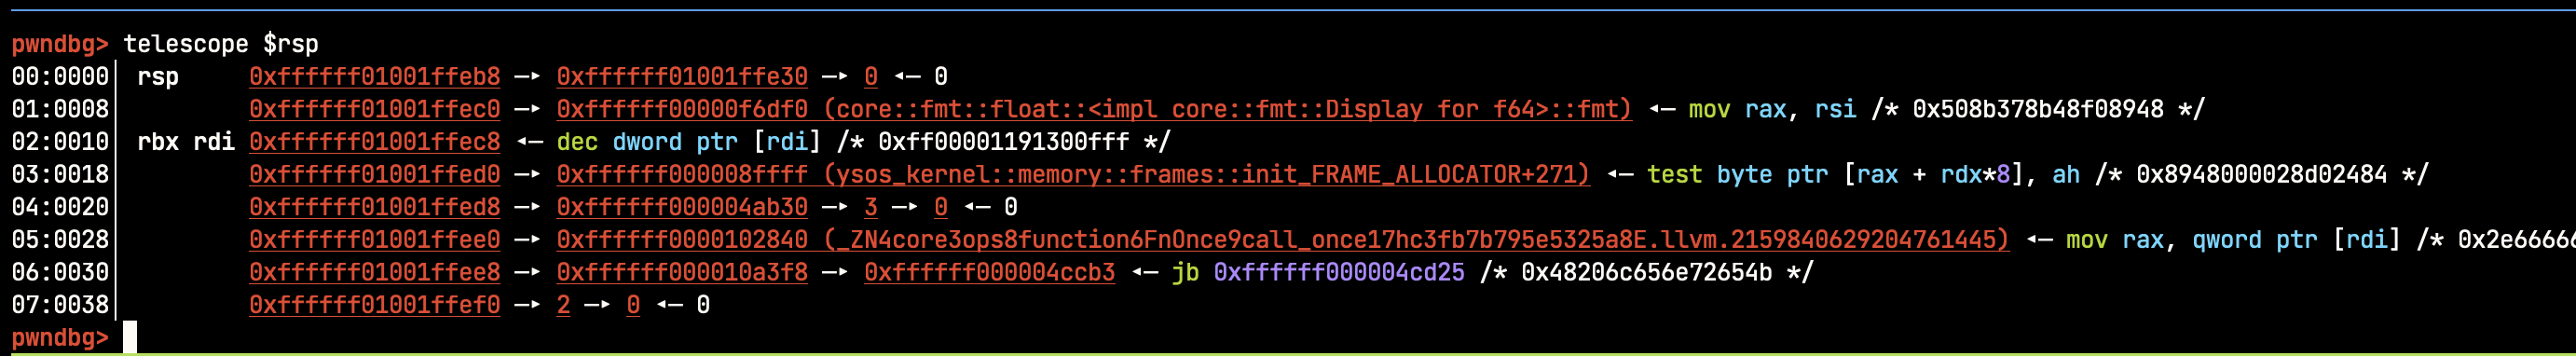 pwndbg> telescope $rsp
00:0000│ rsp     0xffffff01001ffeb8 —▸ 0xffffff01001ffe30 —▸ 0 ◂— 0
01:0008│         0xffffff01001ffec0 —▸ 0xffffff00000f6df0 (core::fmt::float::<impl core::fmt::Display for f64>::fmt) ◂— mov rax, rsi /* 0x508b378b48f08948 */
02:0010│ rbx rdi 0xffffff01001ffec8 ◂— dec dword ptr [rdi] /* 0xff00001191300fff */
03:0018│         0xffffff01001ffed0 —▸ 0xffffff000008ffff (ysos_kernel::memory::frames::init_FRAME_ALLOCATOR+271) ◂— test byte ptr [rax + rdx*8], ah /* 0x8948000028d02484 */
04:0020│         0xffffff01001ffed8 —▸ 0xffffff000004ab30 —▸ 3 —▸ 0 ◂— 0
05:0028│         0xffffff01001ffee0 —▸ 0xffffff0000102840 (_ZN4core3ops8function6FnOnce9call_once17hc3fb7b795e5325a8E.llvm.2159840629204761445) ◂— mov rax, qword ptr [rdi] /* 0x2e6666
06:0030│         0xffffff01001ffee8 —▸ 0xffffff000010a3f8 —▸ 0xffffff000004ccb3 ◂— jb 0xffffff000004cd25 /* 0x48206c656e72654b */
07:0038│         0xffffff01001ffef0 —▸ 2 —▸ 0 ◂— 0
pwndbg>